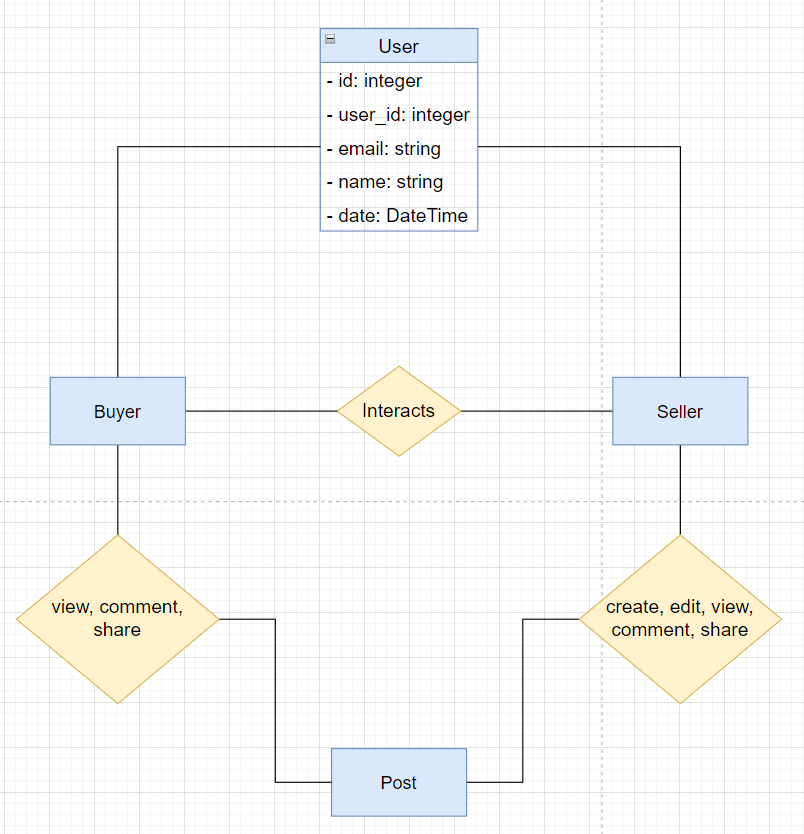 User
- id: integer
- user_id: integer
- email: string
- name: string
- date: DateTime
Buyer
Interacts
Seller
view, comment,
share
create, edit, view,
comment, share
Post